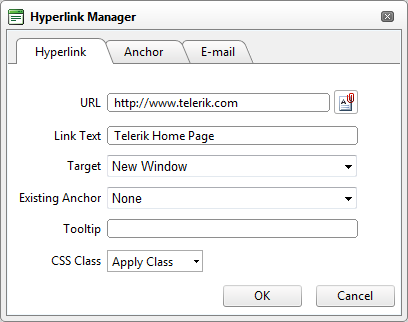 Hyperlink Manager
Hyperlink Anchor E-mail
URL http://www.telerik.com
Link Text Telerik Home Page
Target New Window
Existing Anchor None
Tooltip
CSS Class Apply Class
OK Cancel